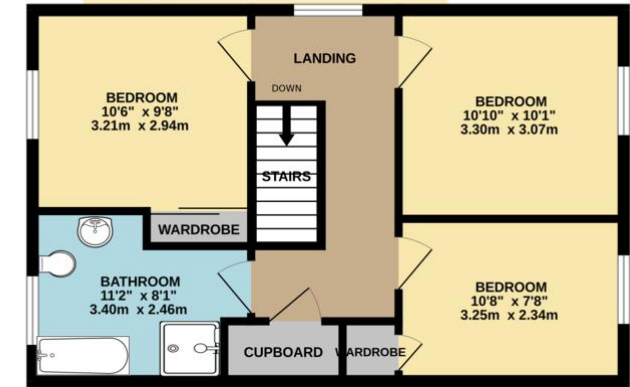 LANDING
DOWN
BEDROOM
10'6" x 9'8"
3.21m x 2.94m
BEDROOM
10'10" x 10'1"
3.30m x 3.07m
STAIRS
WARDROBE
BATHROOM
11'2" x 8'1"
3.40m x 2.46m
BEDROOM
10'8" x 7'8"
3.25m x 2.34m
CUPBOARD
WARDROBE